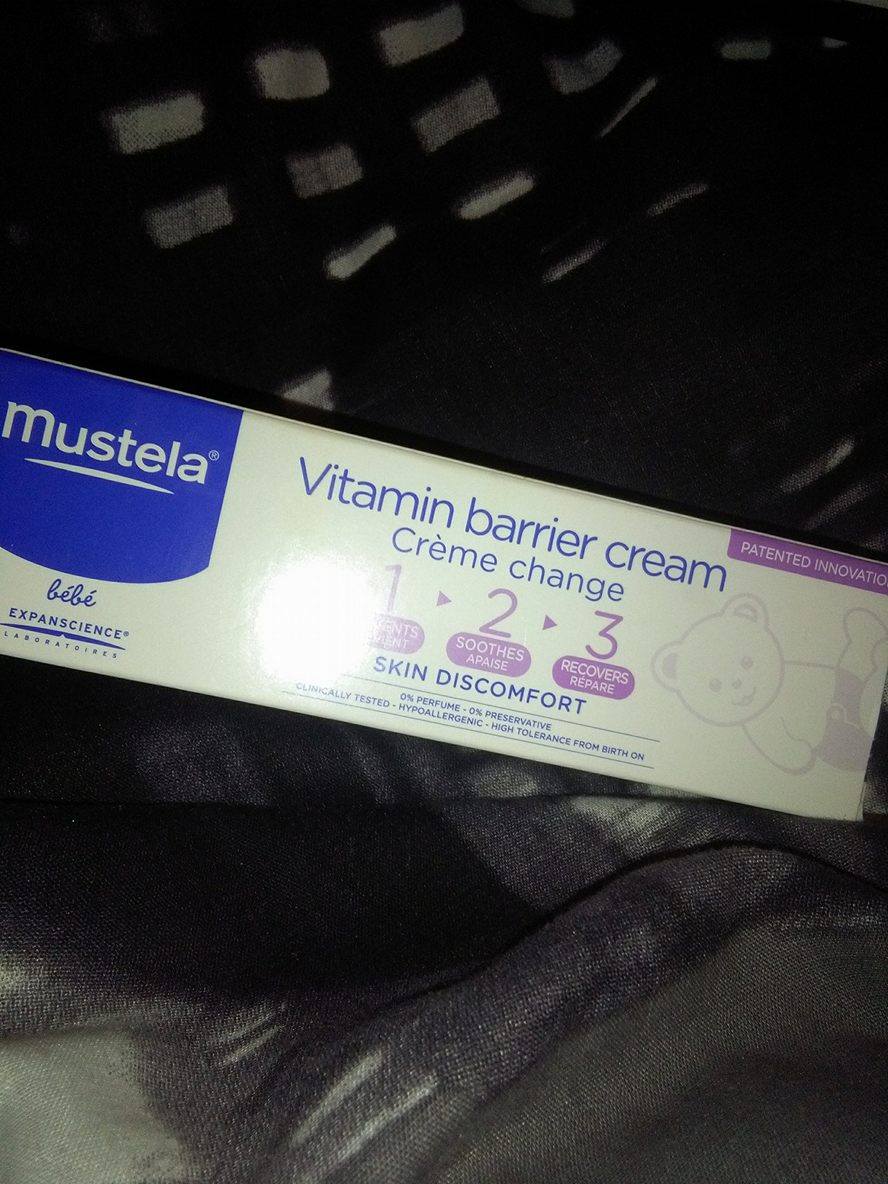 mustela®
bébé
EXPANSCIENCE®
LABORATOIRES
Vitamin barrier cream
Crème change
PATENTED INNOVATIO
1 ▸ 2 ▸ 3
SOOTHES
APAISE
RECOVERS
RÉPARE
SKIN DISCOMFORT
0% PERFUME - 0% PRESERVATIVE
CLINICALLY TESTED - HYPOALLERGENIC - HIGH TOLERANCE FROM BIRTH ON